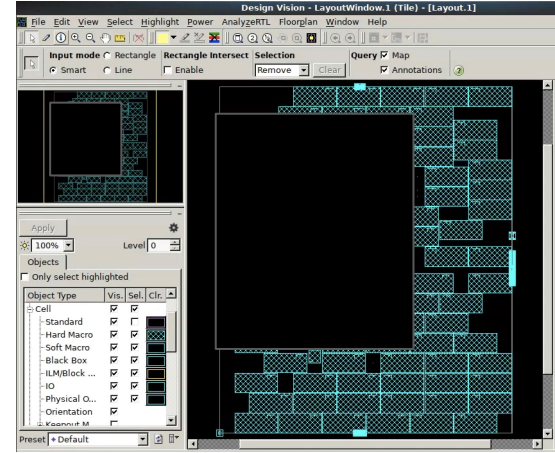 Design Vision - LayoutWindow.1 (Tile) - [Layout.1]
File Edit View Select Highlight Power AnalyzeRTL Floorplan Window Help
Input mode Rectangle Rectangle Intersect Selection Query Map
Smart Line Enable Remove Clear Annotations
Apply
100% Level 0
Objects
Only select highlighted
Object Type Vis. Sel. Clr.
Cell
Standard
Hard Macro
Soft Macro
Black Box
ILM/Block ...
IO
Physical O...
Orientation
Keepout M
Preset Default